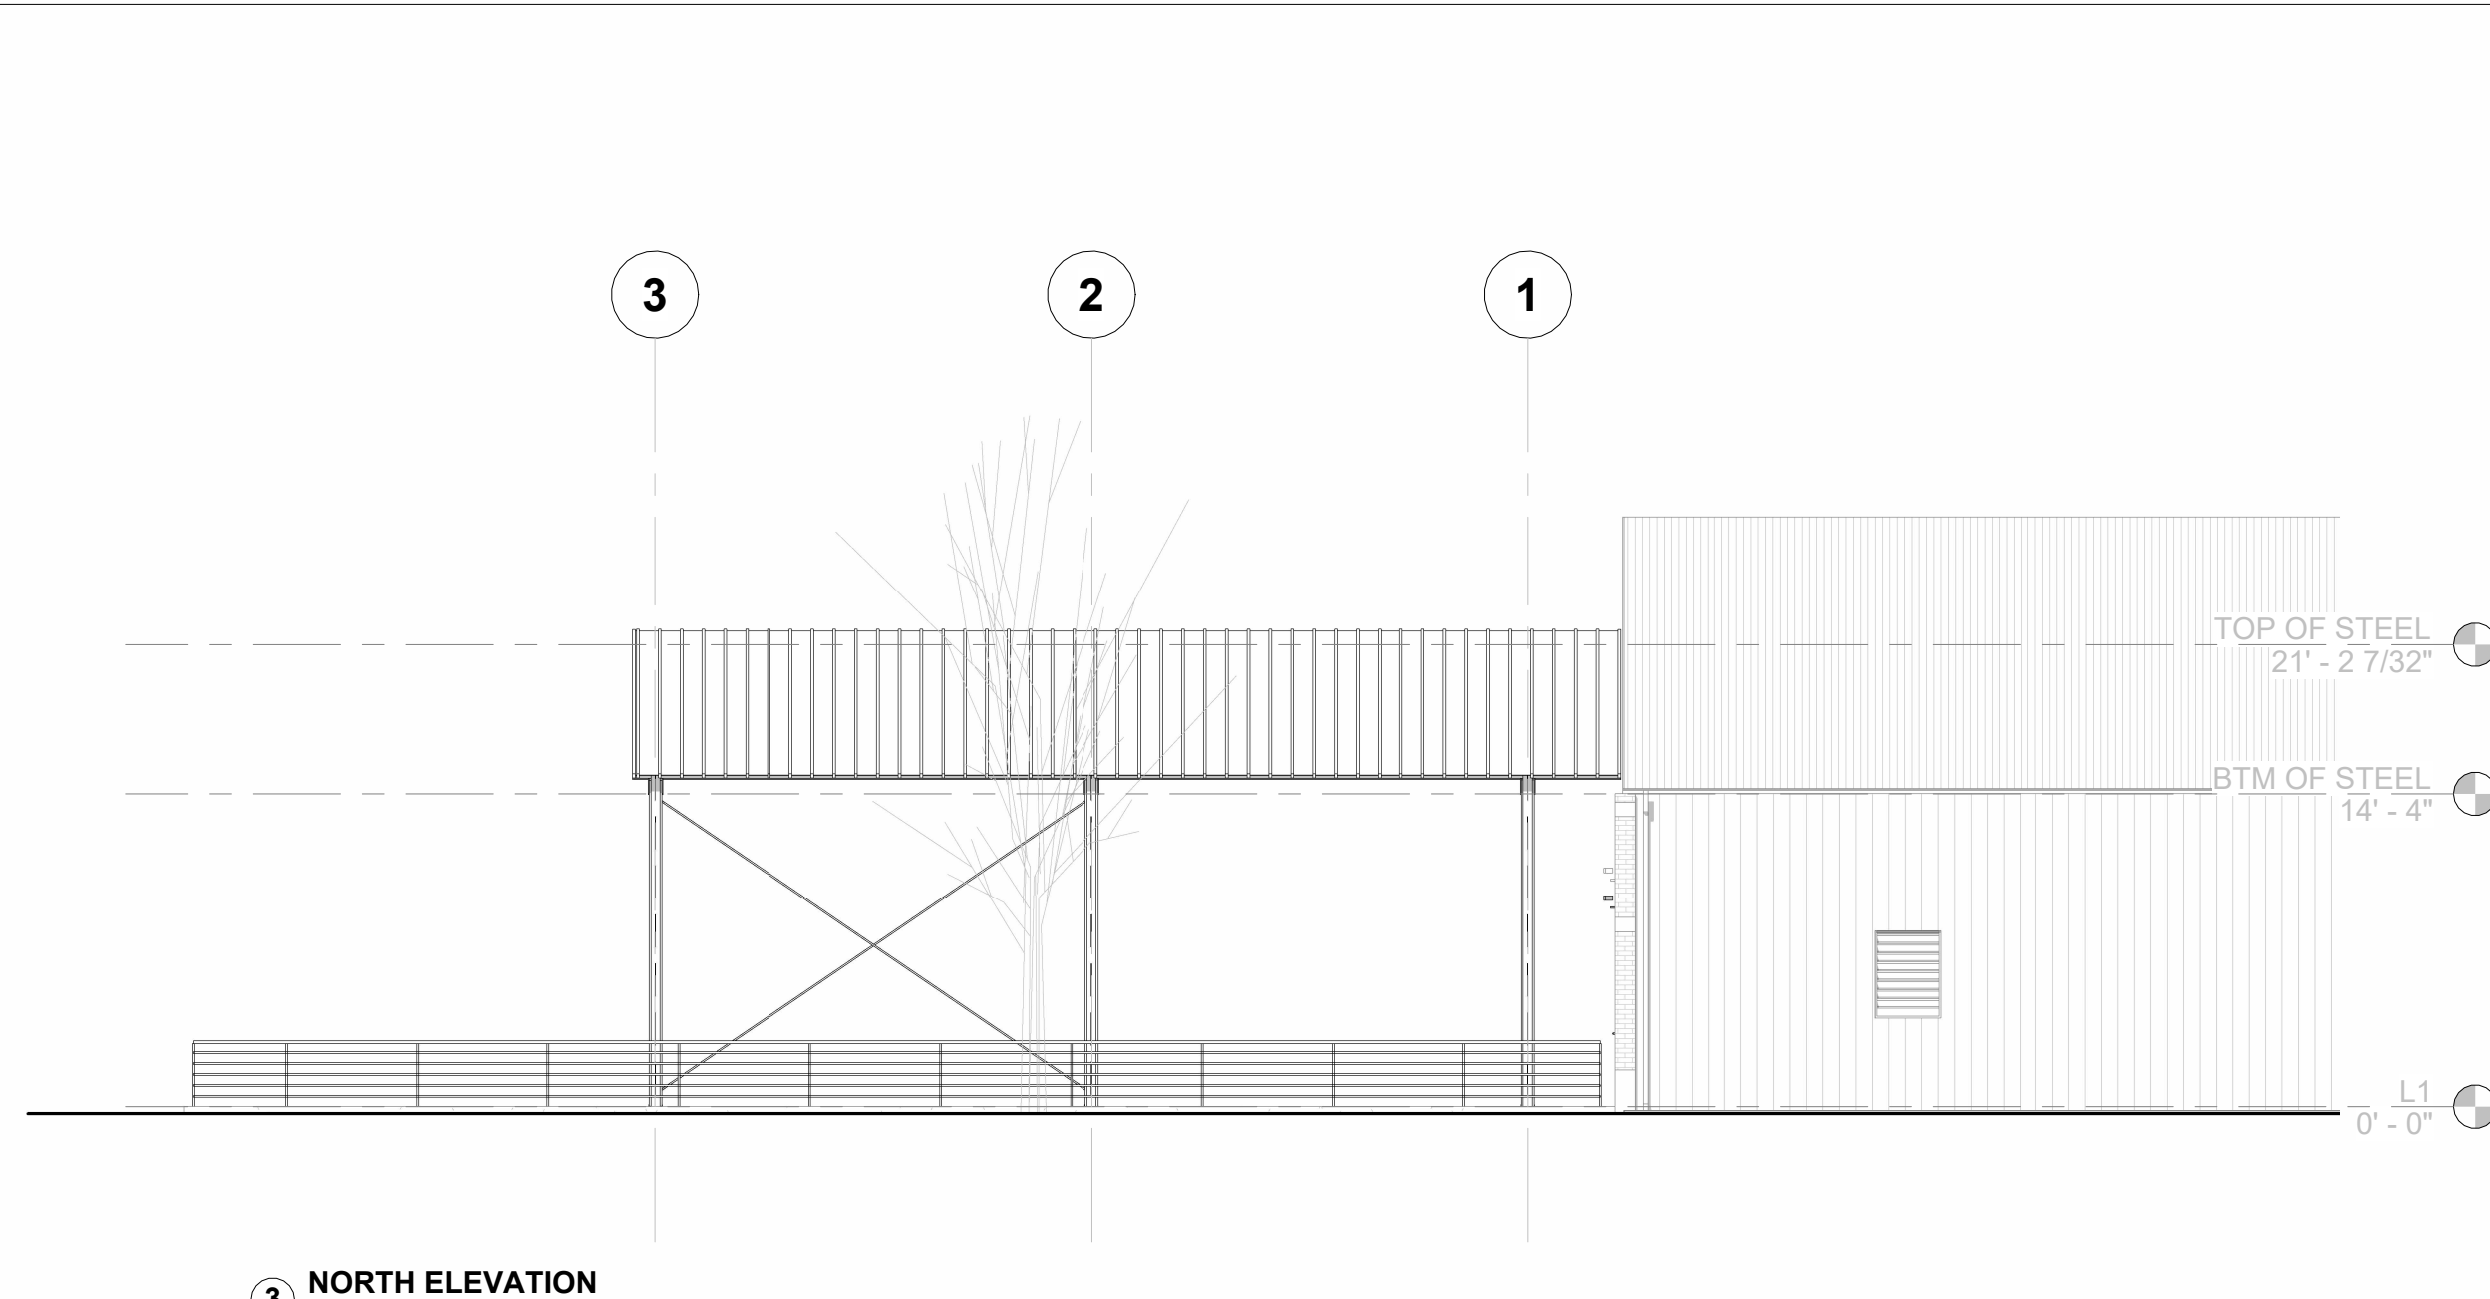 3
2
1
TOP OF STEEL
21' - 2 7/32"
BTM OF STEEL
14' - 4"
L1
0' - 0"
NORTH ELEVATION
3